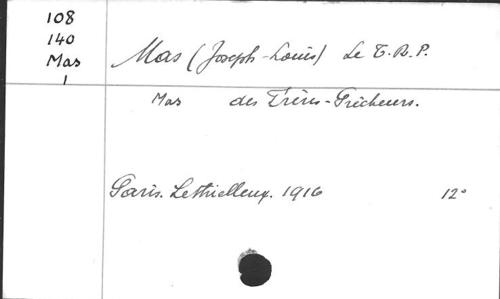 108
140
Mas
1
Mas (Joseph-Louis) Le T.R.P.
Mas des Frères-Prêcheurs.
Paris. Lethielleux. 1916 12°